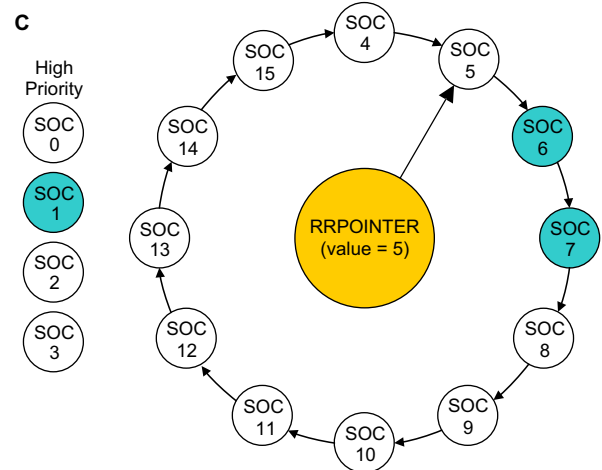 C
High
Priority
SOC
0
SOC
1
SOC
2
SOC
3
SOC
4
SOC
5
SOC
6
SOC
7
SOC
8
SOC
9
SOC
10
SOC
11
SOC
12
SOC
13
SOC
14
SOC
15
RRPOINTER
(value = 5)